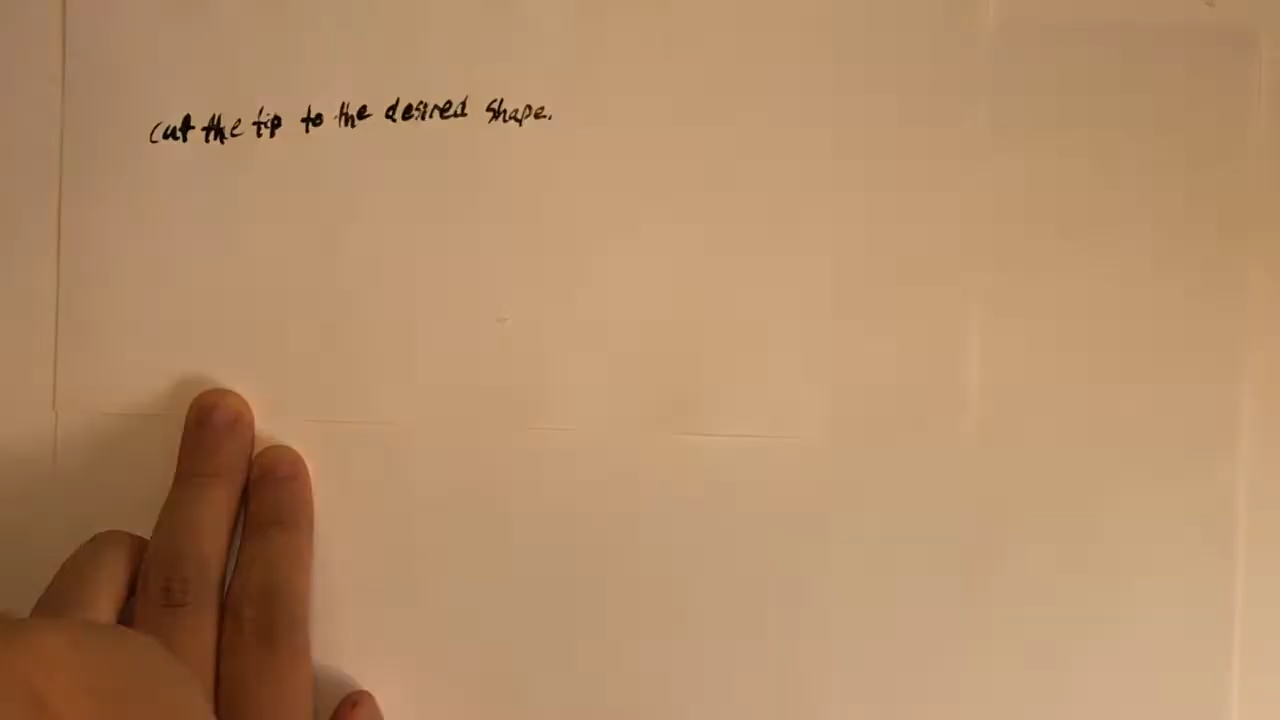 cut the tip to the desired shape.